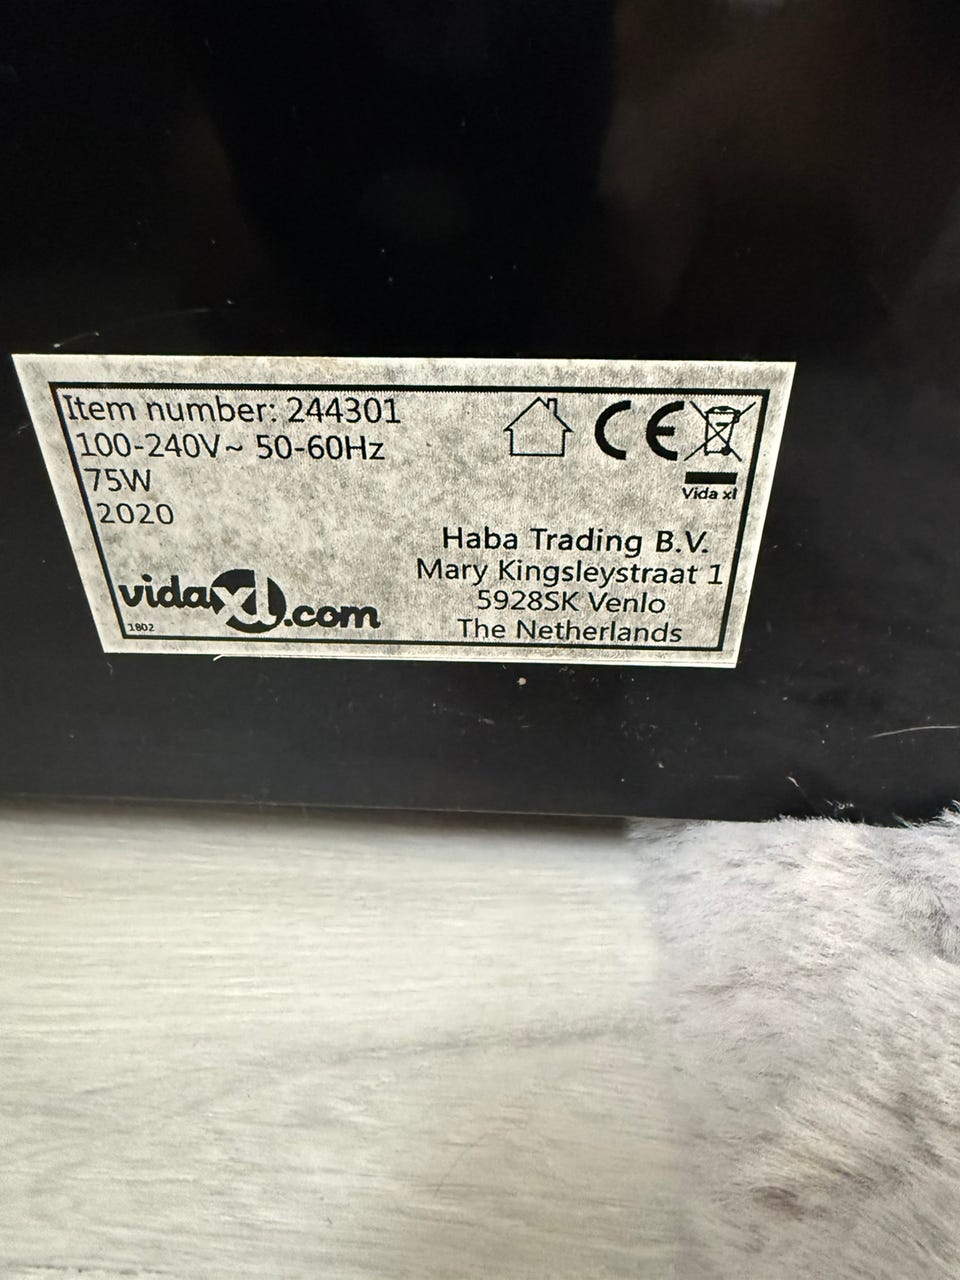 Item number: 244301
100-240V~ 50-60Hz
75W
2020
CE
Vida xl
Haba Trading B.V.
Mary Kingsleystraat 1
5928SK Venlo
The Netherlands
vidaXL.com
1802